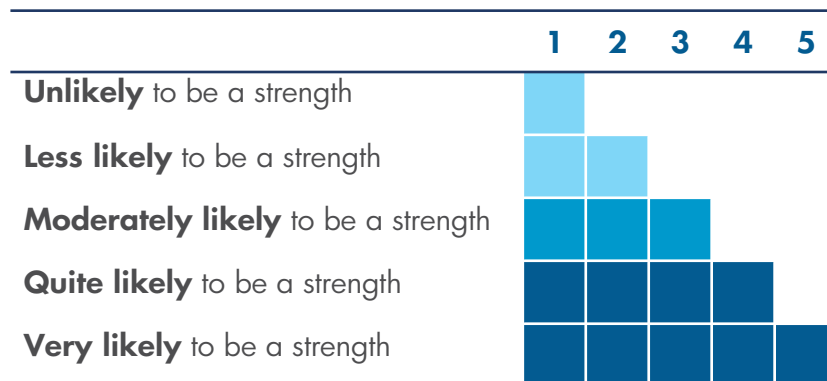 1 2 3 4 5
Unlikely to be a strength
Less likely to be a strength
Moderately likely to be a strength
Quite likely to be a strength
Very likely to be a strength